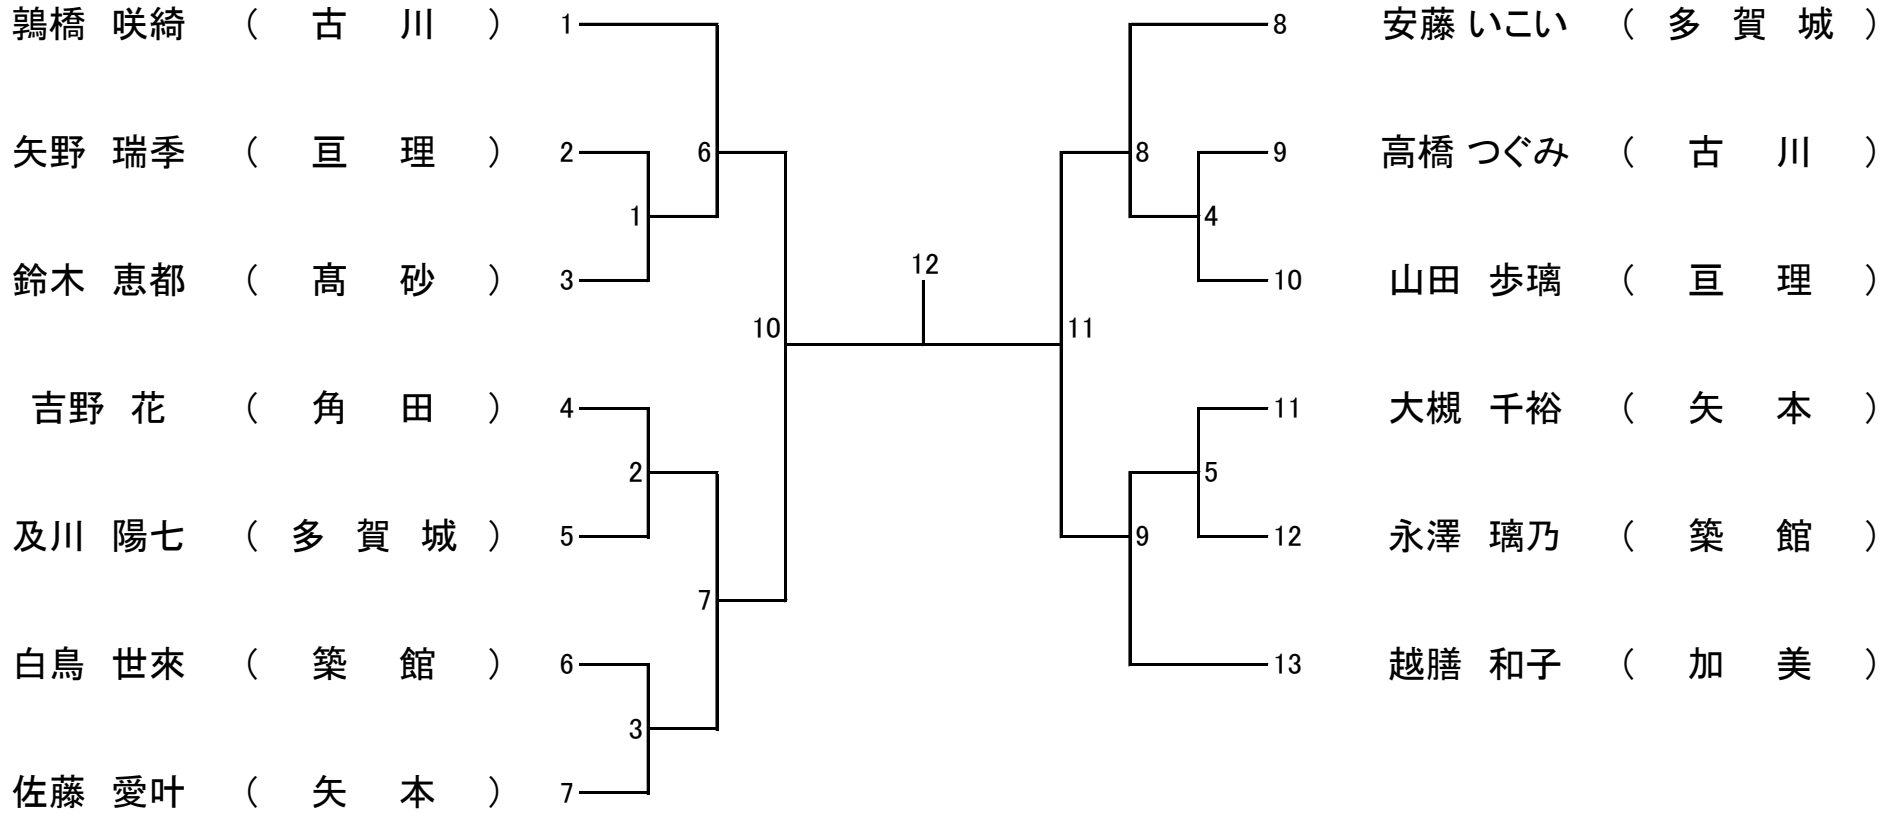 鶉橋 咲綺 ( 古 川 ) 1
矢野 瑞季 ( 亘 理 ) 2
鈴木 恵都 ( 髙 砂 ) 3
吉野 花 ( 角 田 ) 4
及川 陽七 ( 多 賀 城 ) 5
白鳥 世來 ( 築 館 ) 6
佐藤 愛叶 ( 矢 本 ) 7
1
2
3
6
7
10
12
11
8
9
4
5
8 安藤 いこい ( 多 賀 城 )
9 高橋 つぐみ ( 古 川 )
10 山田 歩璃 ( 亘 理 )
11 大槻 千裕 ( 矢 本 )
12 永澤 璃乃 ( 築 館 )
13 越膳 和子 ( 加 美 )